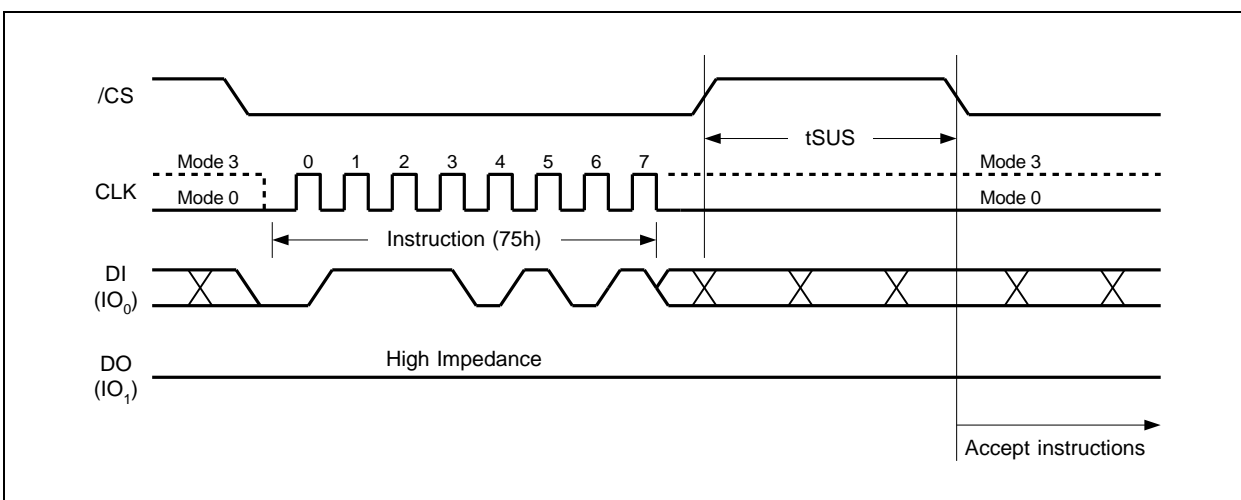 /CS
tSUS
Mode 3 0 1 2 3 4 5 6 7 Mode 3
CLK
Mode 0 Mode 0
Instruction (75h)
DI
(IO₀)
High Impedance
DO
(IO₁)
Accept instructions